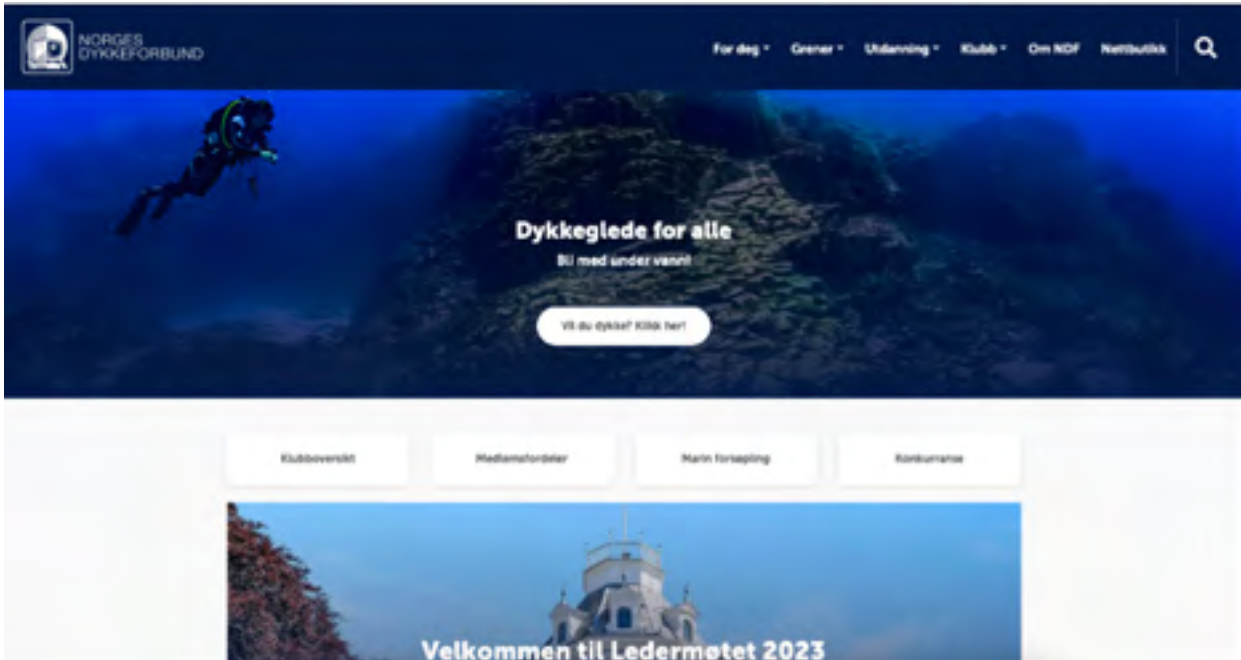 NORGES
DYKKEFORBUND
For deg
Grener
Utdanning
Klubb
Om NDF
Nettbutikk
Dykkeglede for alle
Bli med under vann!
Vil du dykke? Klikk her!
Klubboversikt
Medlemsfordeler
Marin forsøpling
Konkurranse
Velkommen til Ledermøtet 2023